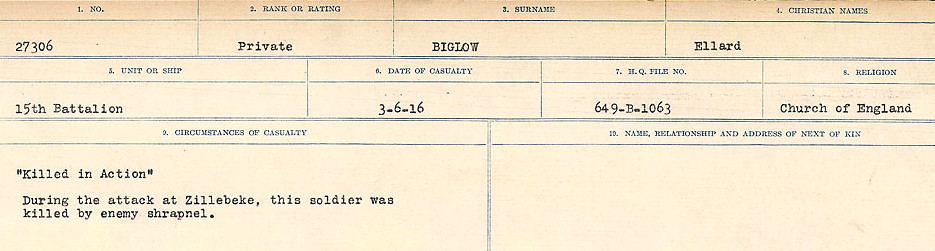 1. NO. 2. RANK OR RATING 3. SURNAME 4. CHRISTIAN NAMES
27306 Private BIGLOW Ellard
5. UNIT OR SHIP 6. DATE OF CASUALTY 7. H.Q. FILE NO. 8. RELIGION
15th Battalion 3-6-16 649-B-1063 Church of England
9. CIRCUMSTANCES OF CASUALTY 10. NAME, RELATIONSHIP AND ADDRESS OF NEXT OF KIN
"Killed in Action"
During the attack at Zillebeke, this soldier was
killed by enemy shrapnel.